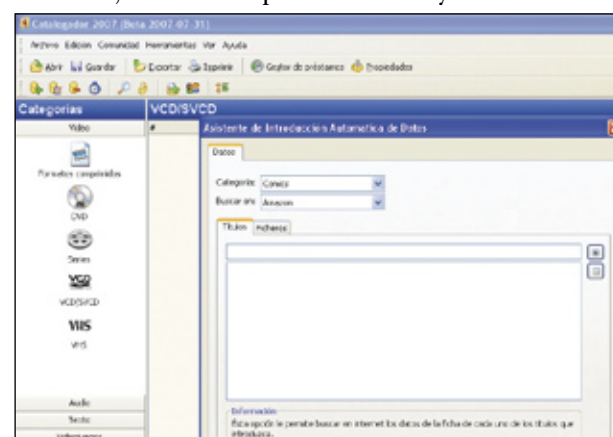 Catalogador 2007 (Beta 2007-07-31)
Archivo Edicion Comunidad Herramientas Ver Ayuda
Abrir Guardar Exportar Imprimir Gestor de préstamos Propiedades
Categorias
VCD/SVCD
Video
#
Asistente de Introduccion Automatica de Datos
Datos
Formatos comprimidos
Categoria: Comics
Buscar en: Amazon
DVD
Titulos Ficheros
Series
VCD
VCD/SVCD
VHS
VHS
Audio
Texto
Información
Esta opción le permite buscar en internet los datos de la ficha de cada uno de los titulos que
introduzca.